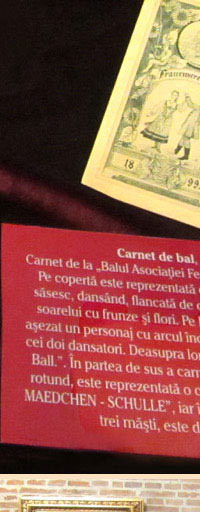 Frauenver
18
99
Carnet de bal,
Carnet de la „Balul Asociaţiei Fe
Pe copertă este reprezentată
săsesc, dansând, flancată de
soarelui cu frunze şi flori. Pe
aşezat un personaj cu arcul înc
cei doi dansatori. Deasupra lor
Ball.”. În partea de sus a carn
rotund, este reprezentată o c
MAEDCHEN - SCHULLE”, iar i
trei măşti, este d